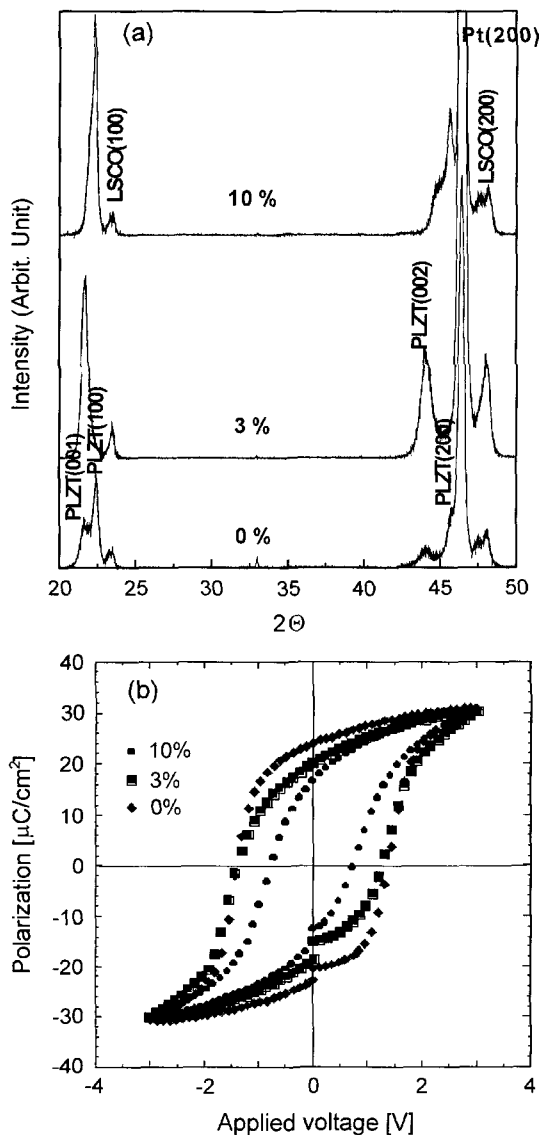 (a)
Pt(200)
LSCO(100)
LSCO(200)
10 %
PLZT(002)
3 %
PLZT(001)
PLZT(100)
PLZT(200)
0 %
Intensity (Arbit. Unit)
20 25 30 35 40 45 50
2Θ
(b)
40
30
20
10
0
-10
-20
-30
-40
10%
3%
0%
Polarization [μC/cm²]
-4 -2 0 2 4
Applied voltage [V]